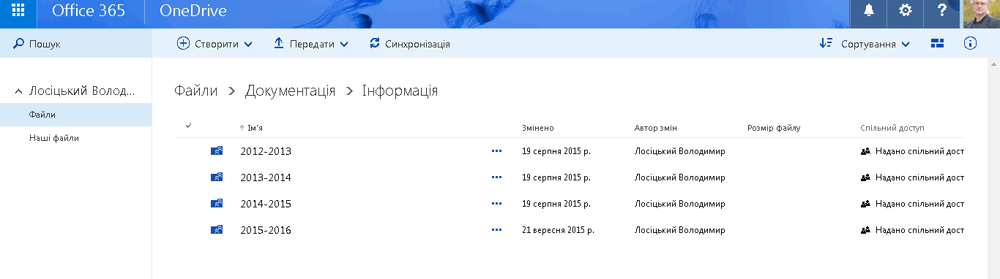 Office 365 OneDrive ?
Пошук Створити Передати Синхронізація Сортування
Лосіцький Волод... Файли Документація Інформація
Файли
Наші файли
Ім'я Змінено Автор змін Розмір файлу Спільний доступ
2012-2013 19 серпня 2015 р. Лосіцький Володимир Надано спільний дост
2013-2014 19 серпня 2015 р. Лосіцький Володимир Надано спільний дост
2014-2015 19 серпня 2015 р. Лосіцький Володимир Надано спільний дост
2015-2016 21 вересня 2015 р. Лосіцький Володимир Надано спільний дост